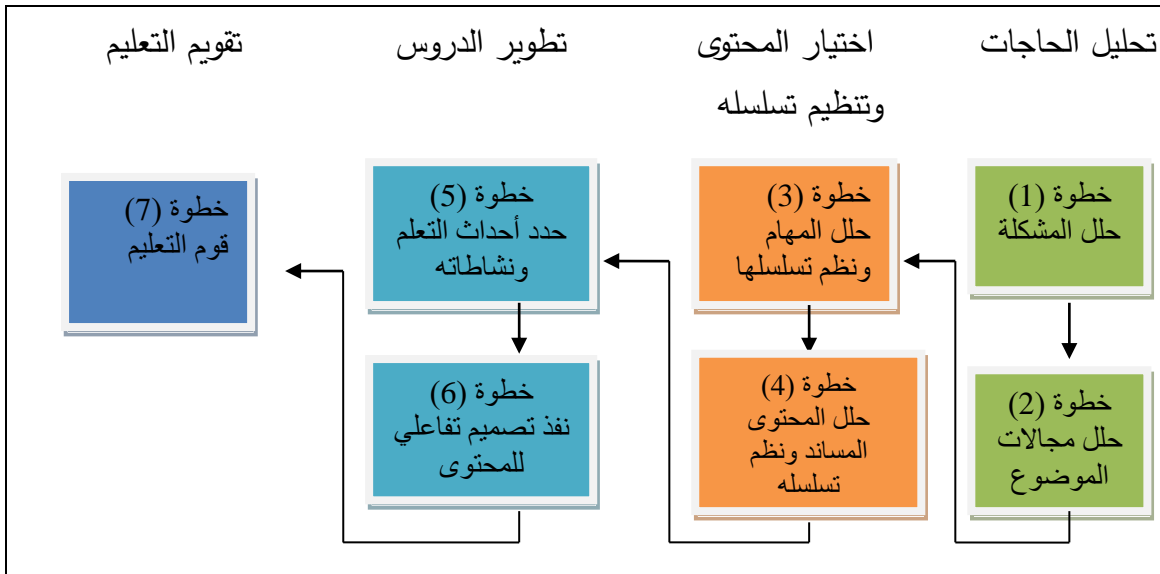 تحليل الحاجات
اختيار المحتوى
وتنظيم تسلسله
تطوير الدروس
تقويم التعليم
خطوة (1)
حلل المشكلة
خطوة (2)
حلل مجالات
الموضوع
خطوة (3)
حلل المهام
ونظم تسلسلها
خطوة (4)
حلل المحتوى
المساند ونظم
تسلسله
خطوة (5)
حدد أحداث التعلم
ونشاطاته
خطوة (6)
نفذ تصميم تفاعلي
للمحتوى
خطوة (7)
قوم التعليم